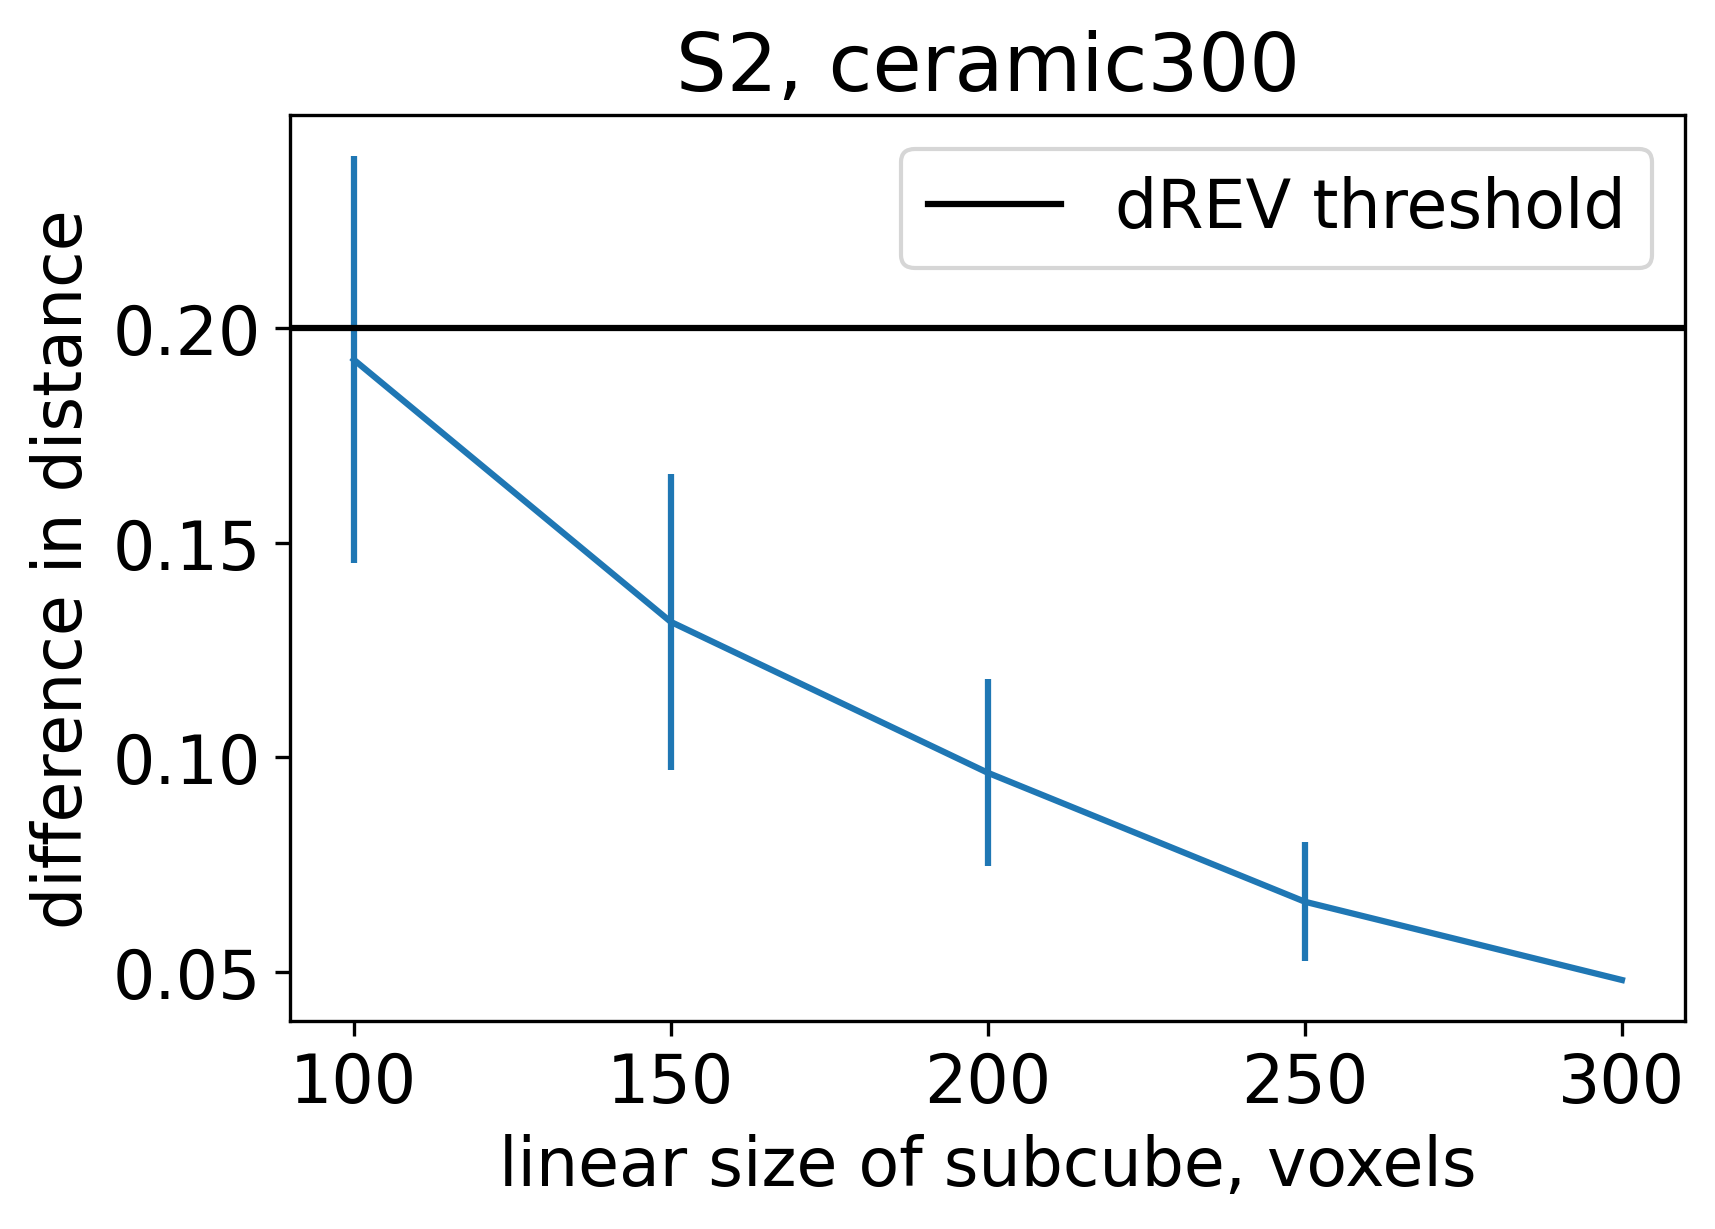 S2, ceramic300
dREV threshold
difference in distance
0.20
0.15
0.10
0.05
100 150 200 250 300
linear size of subcube, voxels